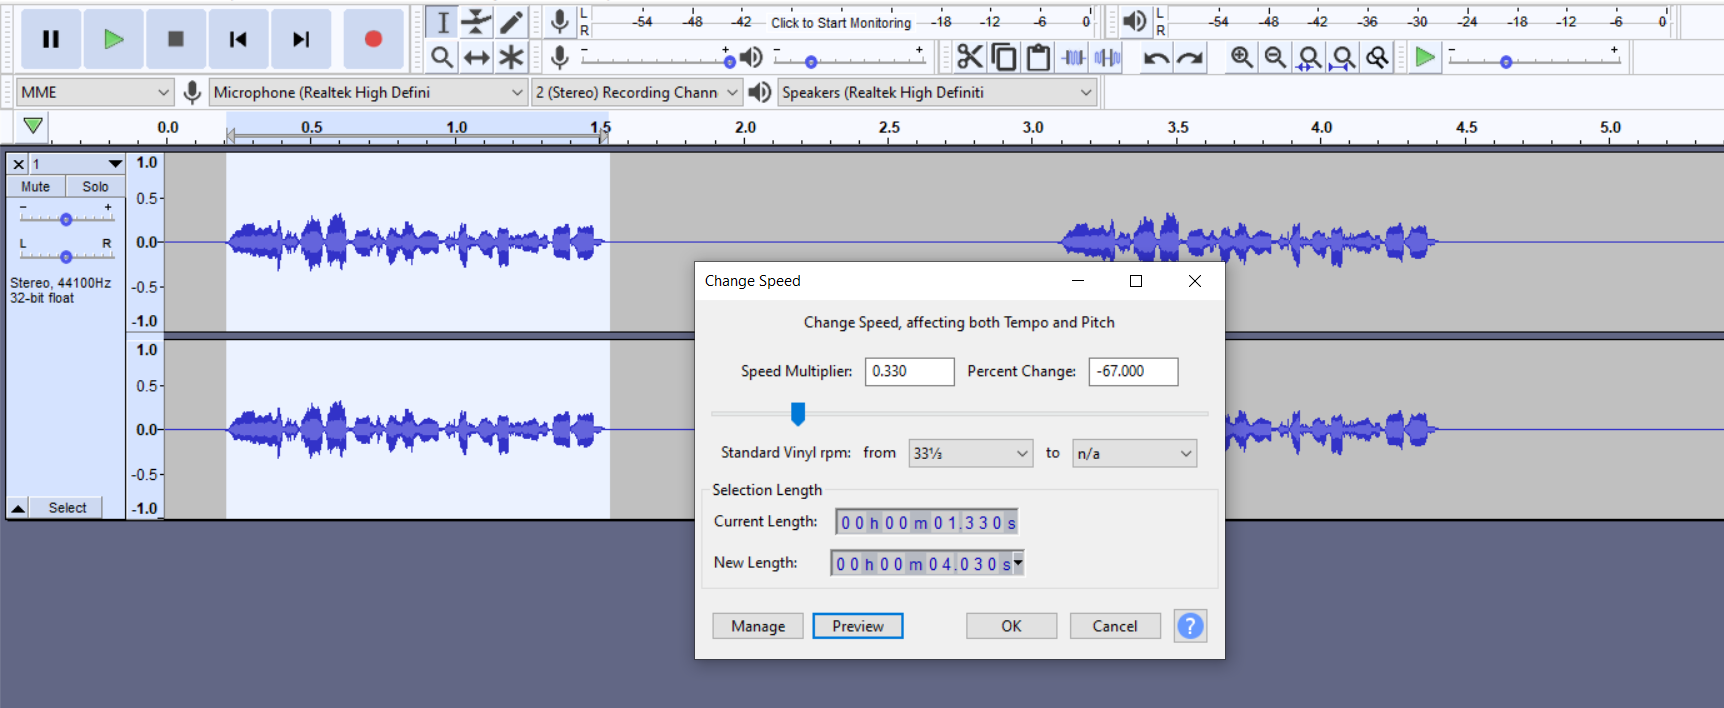 L
R
-54 -48 -42 Click to Start Monitoring -18 -12 -6 0
L
R
-54 -48 -42 -36 -30 -24 -18 -12 -6 0
- +
- +
- +
MME
Microphone (Realtek High Defini
2 (Stereo) Recording Chann
Speakers (Realtek High Definiti
0.0 0.5 1.0 1.5 2.0 2.5 3.0 3.5 4.0 4.5 5.0
1
Mute Solo
- +
L R
Stereo, 44100Hz
32-bit float
Select
1.0
0.5-
0.0-
-0.5-
-1.0
1.0
0.5-
0.0-
-0.5-
-1.0
Change Speed
Change Speed, affecting both Tempo and Pitch
Speed Multiplier: 0.330 Percent Change: -67.000
Standard Vinyl rpm: from 33⅓ to n/a
Selection Length
Current Length: 00h00m01.330s
New Length: 00h00m04.030s
Manage Preview OK Cancel ?